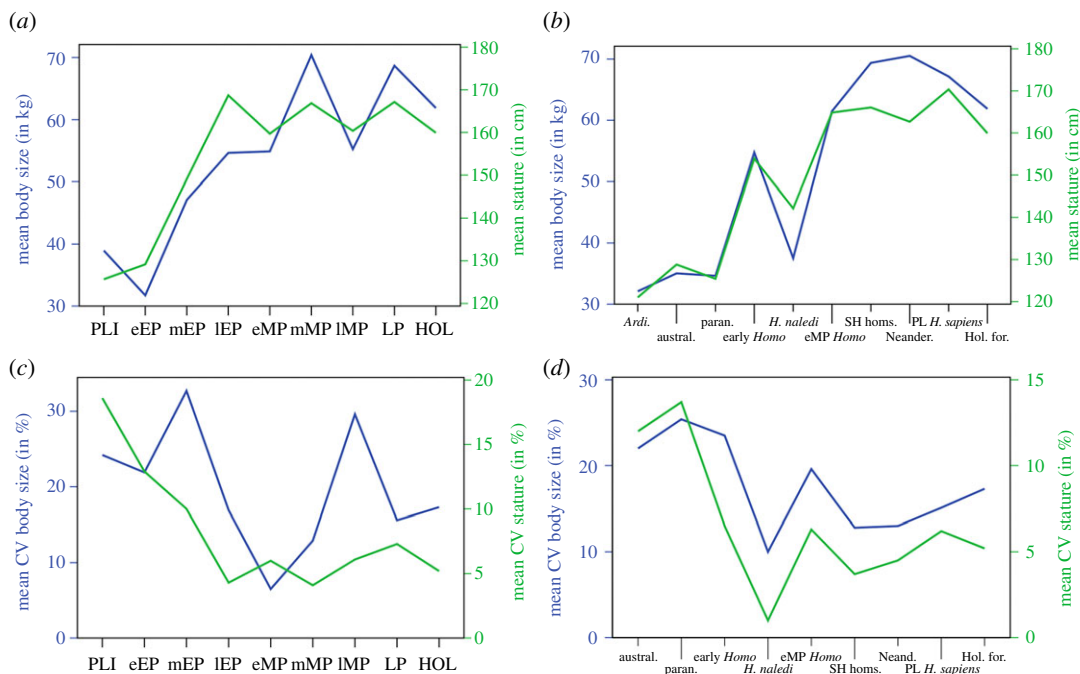 (a)
mean body size (in kg)
70
60
50
40
30
180
170
160
150
140
130
120
mean stature (in cm)
PLI eEP mEP lEP eMP mMP lMP LP HOL
(b)
mean body size (in kg)
70
60
50
40
30
180
170
160
150
140
130
120
mean stature (in cm)
Ardi. paran. H. naledi SH homs. PL H. sapiens
austral. early Homo eMP Homo Neander. Hol. for.
(c)
mean CV body size (in %)
30
20
10
0
20
15
10
5
0
mean CV stature (in %)
PLI eEP mEP lEP eMP mMP lMP LP HOL
(d)
mean CV body size (in %)
30
20
10
0
15
10
5
0
mean CV stature (in %)
austral. early Homo eMP Homo Neand. Hol. for.
paran. H. naledi SH homs. PL H. sapiens